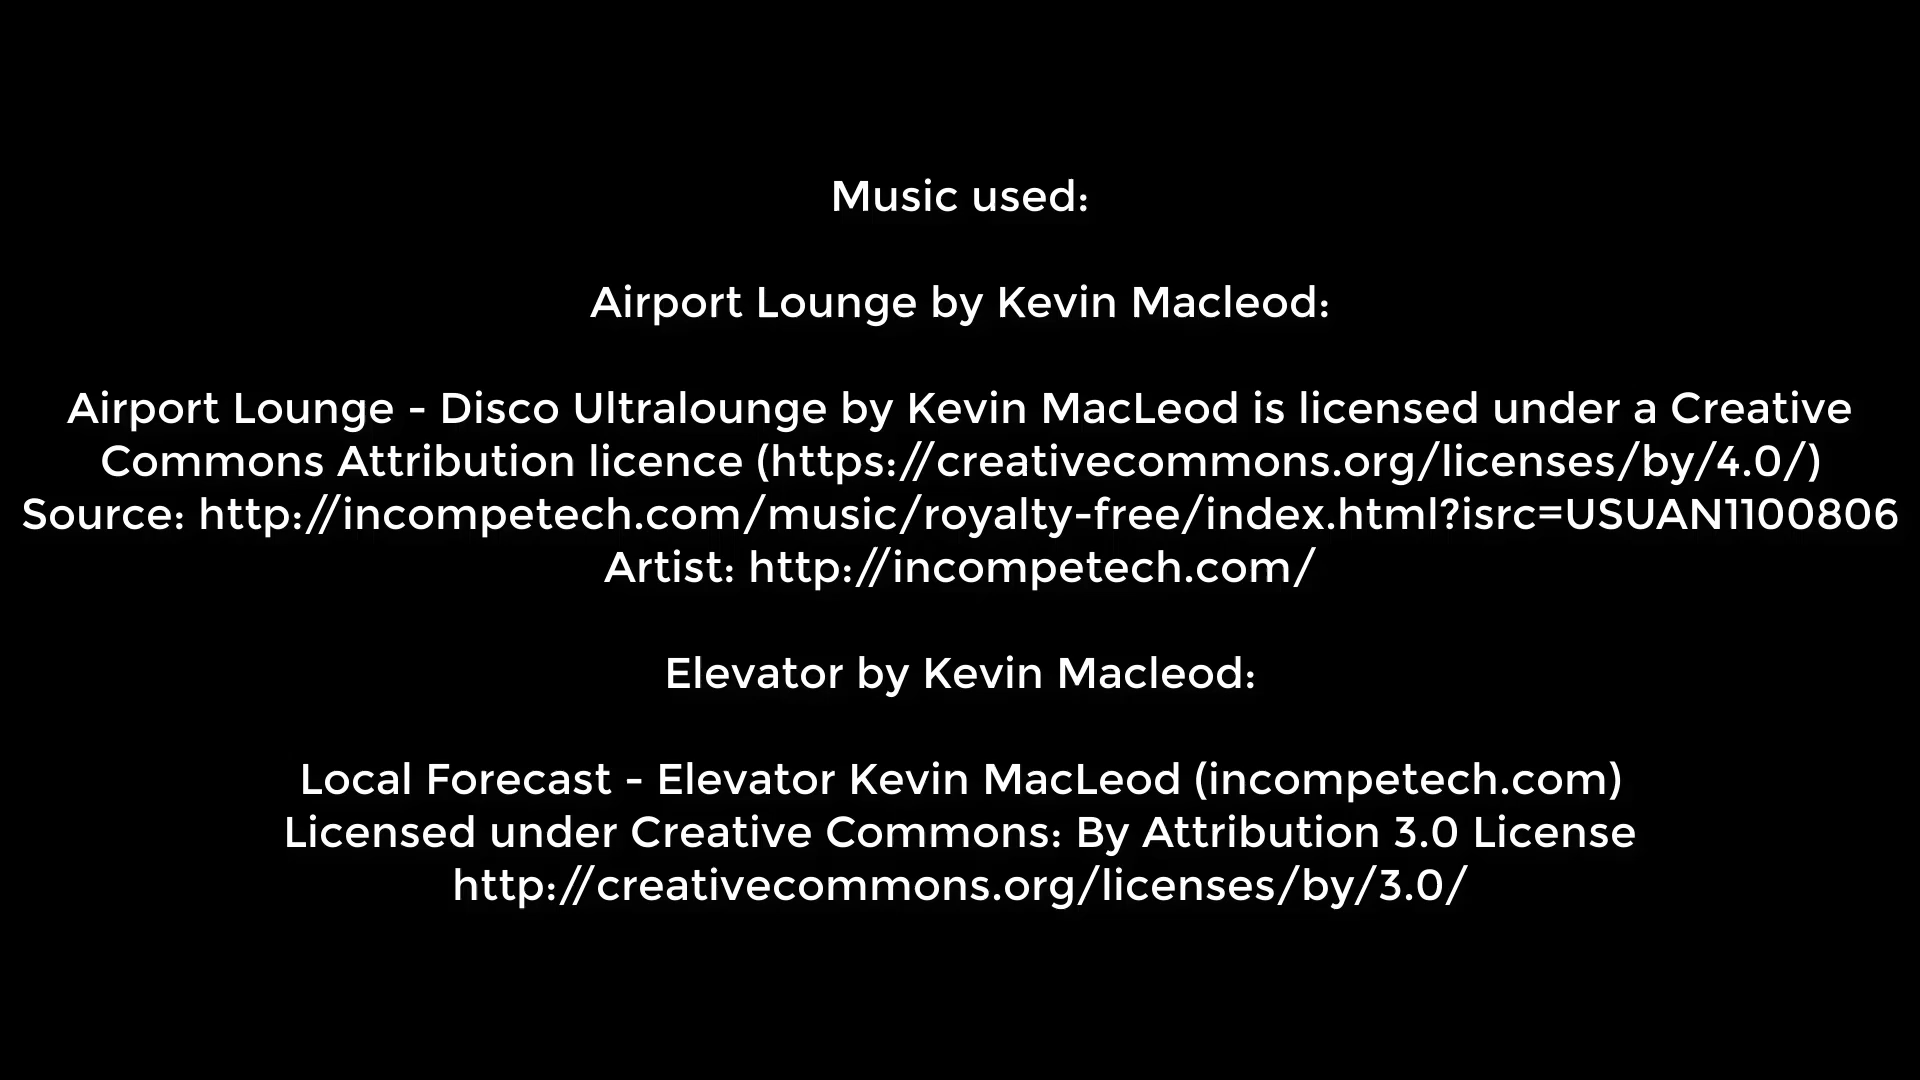 Music used:
Airport Lounge by Kevin Macleod:
Airport Lounge - Disco Ultralounge by Kevin MacLeod is licensed under a Creative
Commons Attribution licence (https://creativecommons.org/licenses/by/4.0/)
Source: http://incompetech.com/music/royalty-free/index.html?isrc=USUAN1100806
Artist: http://incompetech.com/
Elevator by Kevin Macleod:
Local Forecast - Elevator Kevin MacLeod (incompetech.com)
Licensed under Creative Commons: By Attribution 3.0 License
http://creativecommons.org/licenses/by/3.0/